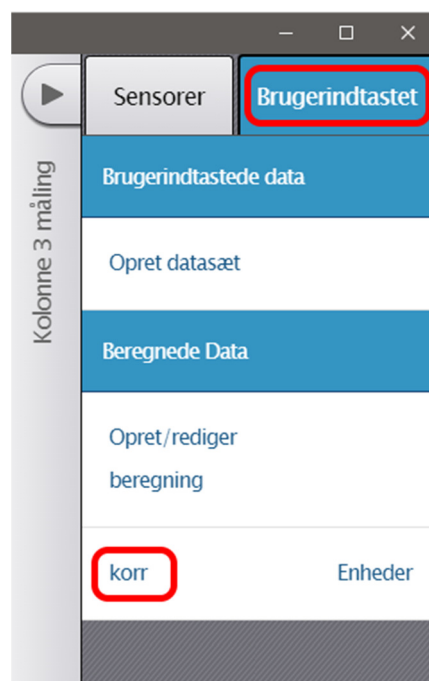 Sensorer
Brugerindtastet
Kolonne 3 måling
Brugerindtastede data
Opret datasæt
Beregnede Data
Opret/rediger
beregning
korr
Enheder